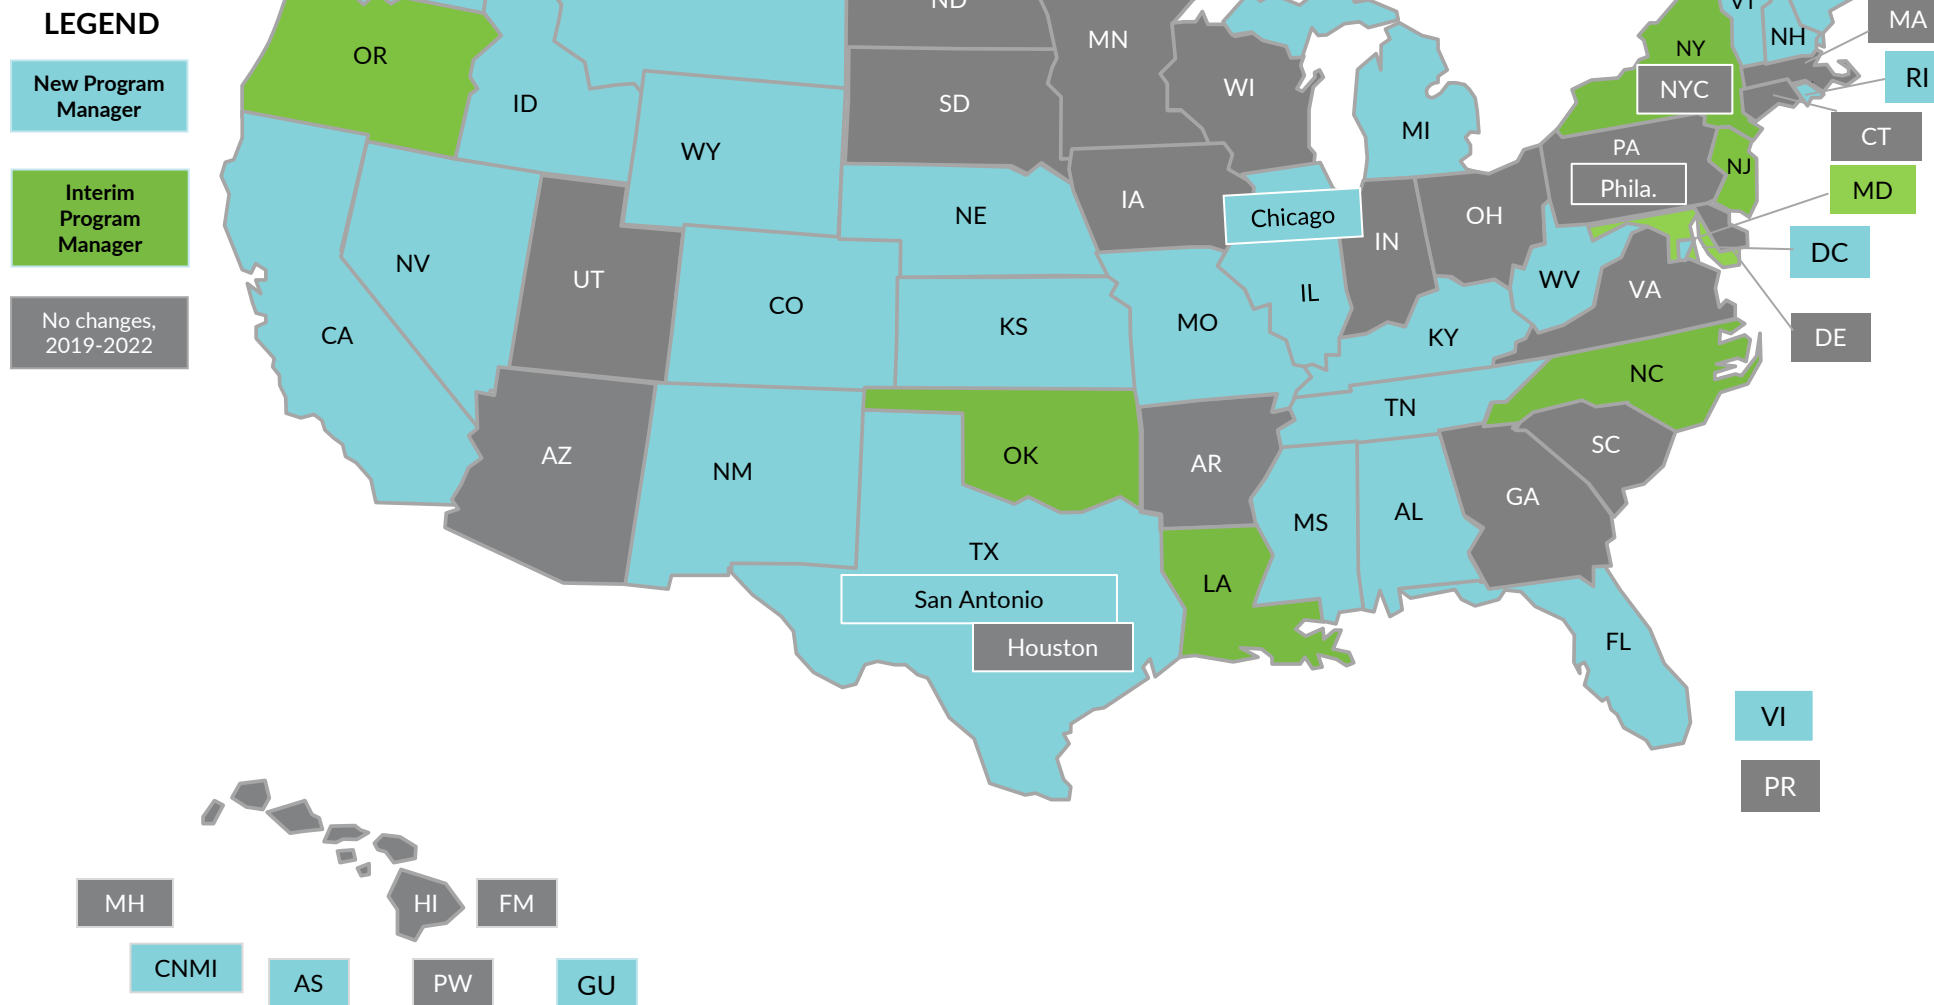 LEGEND
New Program
Manager
Interim
Program
Manager
No changes,
2019-2022
ND
VT
MA
OR
MN
NH
NY
ID
SD
WI
NYC
RI
MI
CT
WY
PA
NJ
Phila.
MD
NE
IA
Chicago
OH
IN
DC
NV
UT
IL
WV
VA
CO
KS
MO
KY
DE
CA
NC
TN
AZ
NM
OK
AR
SC
GA
MS
AL
TX
LA
San Antonio
Houston
FL
VI
PR
MH
HI
FM
CNMI
AS
PW
GU